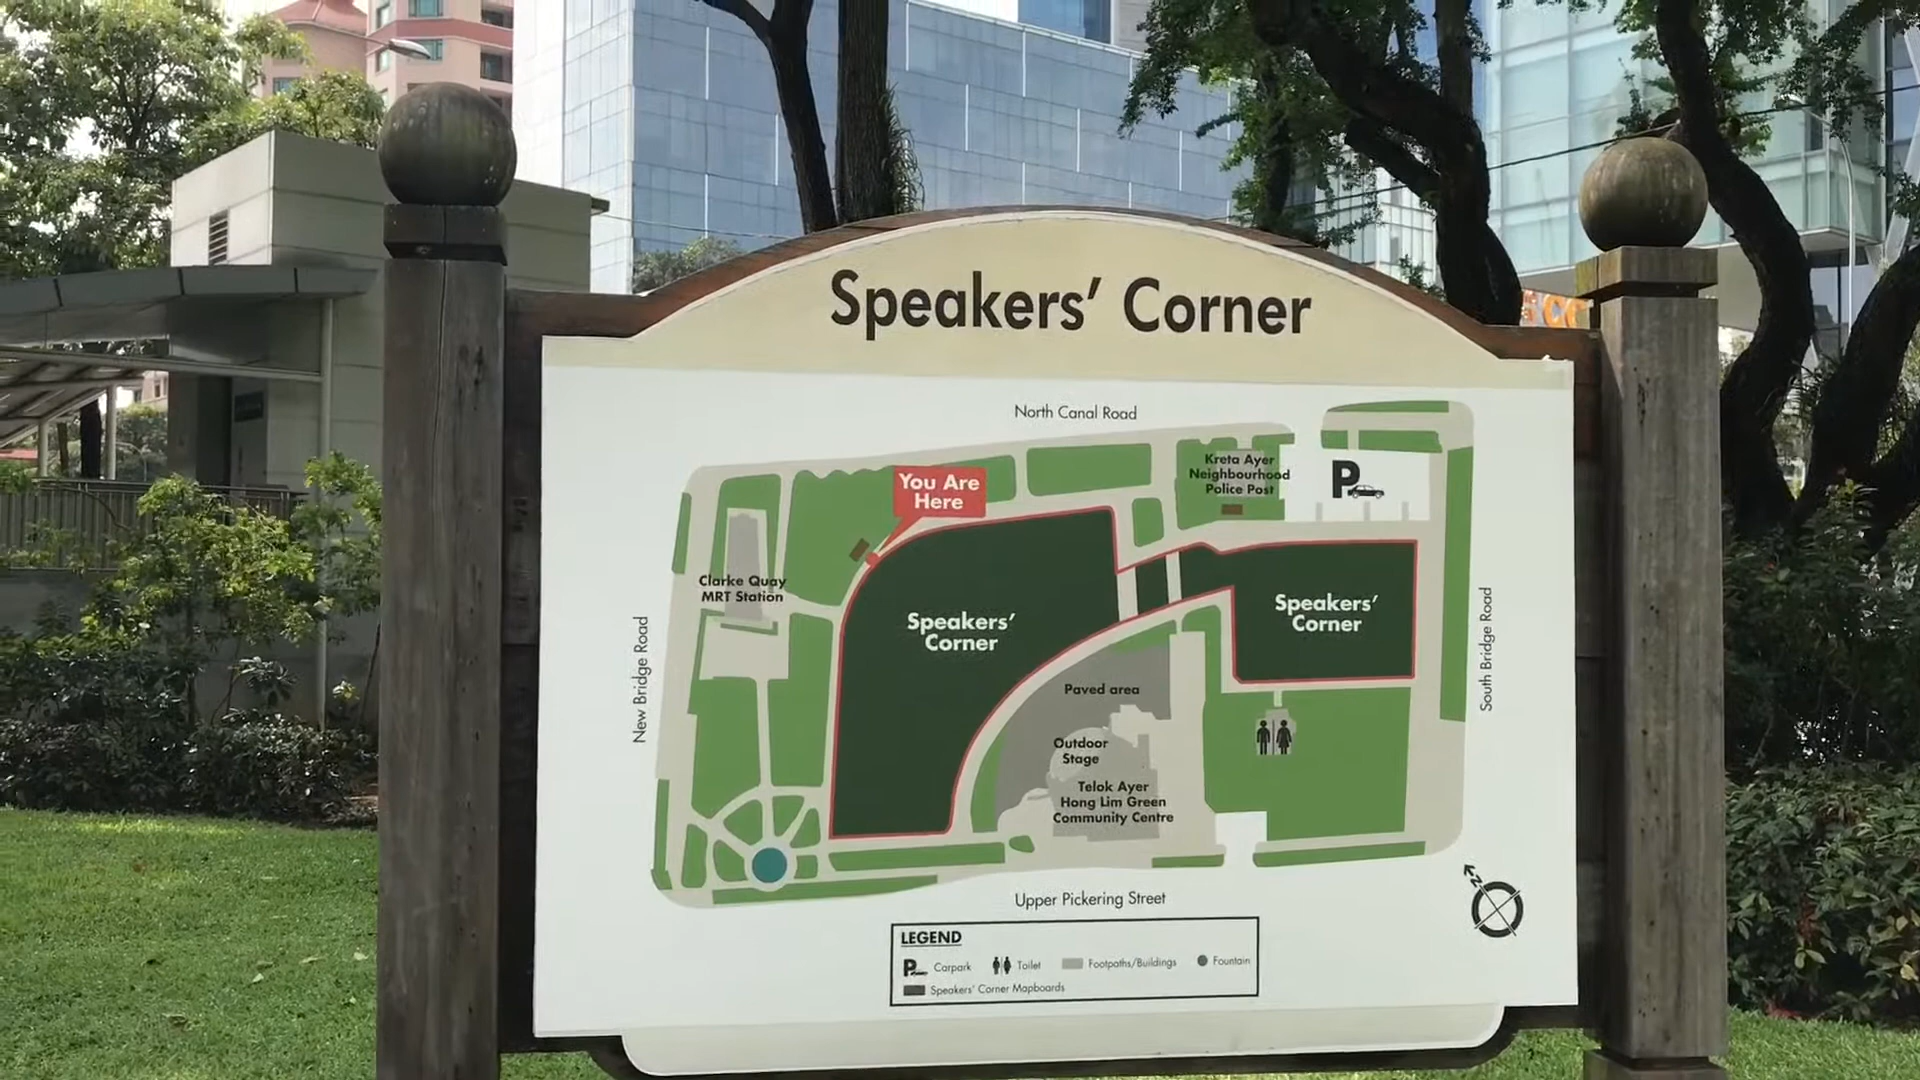 Speakers' Corner
North Canal Road
Kreta Ayer
Neighbourhood
Police Post
P
You Are
Here
Clarke Quay
MRT Station
Speakers'
Corner
Speakers'
Corner
New Bridge Road
South Bridge Road
Paved area
Outdoor
Stage
Telok Ayer
Hong Lim Green
Community Centre
Upper Pickering Street
N
LEGEND
P Carpark Toilet Footpaths/Buildings Fountain
Speakers' Corner Mapboards